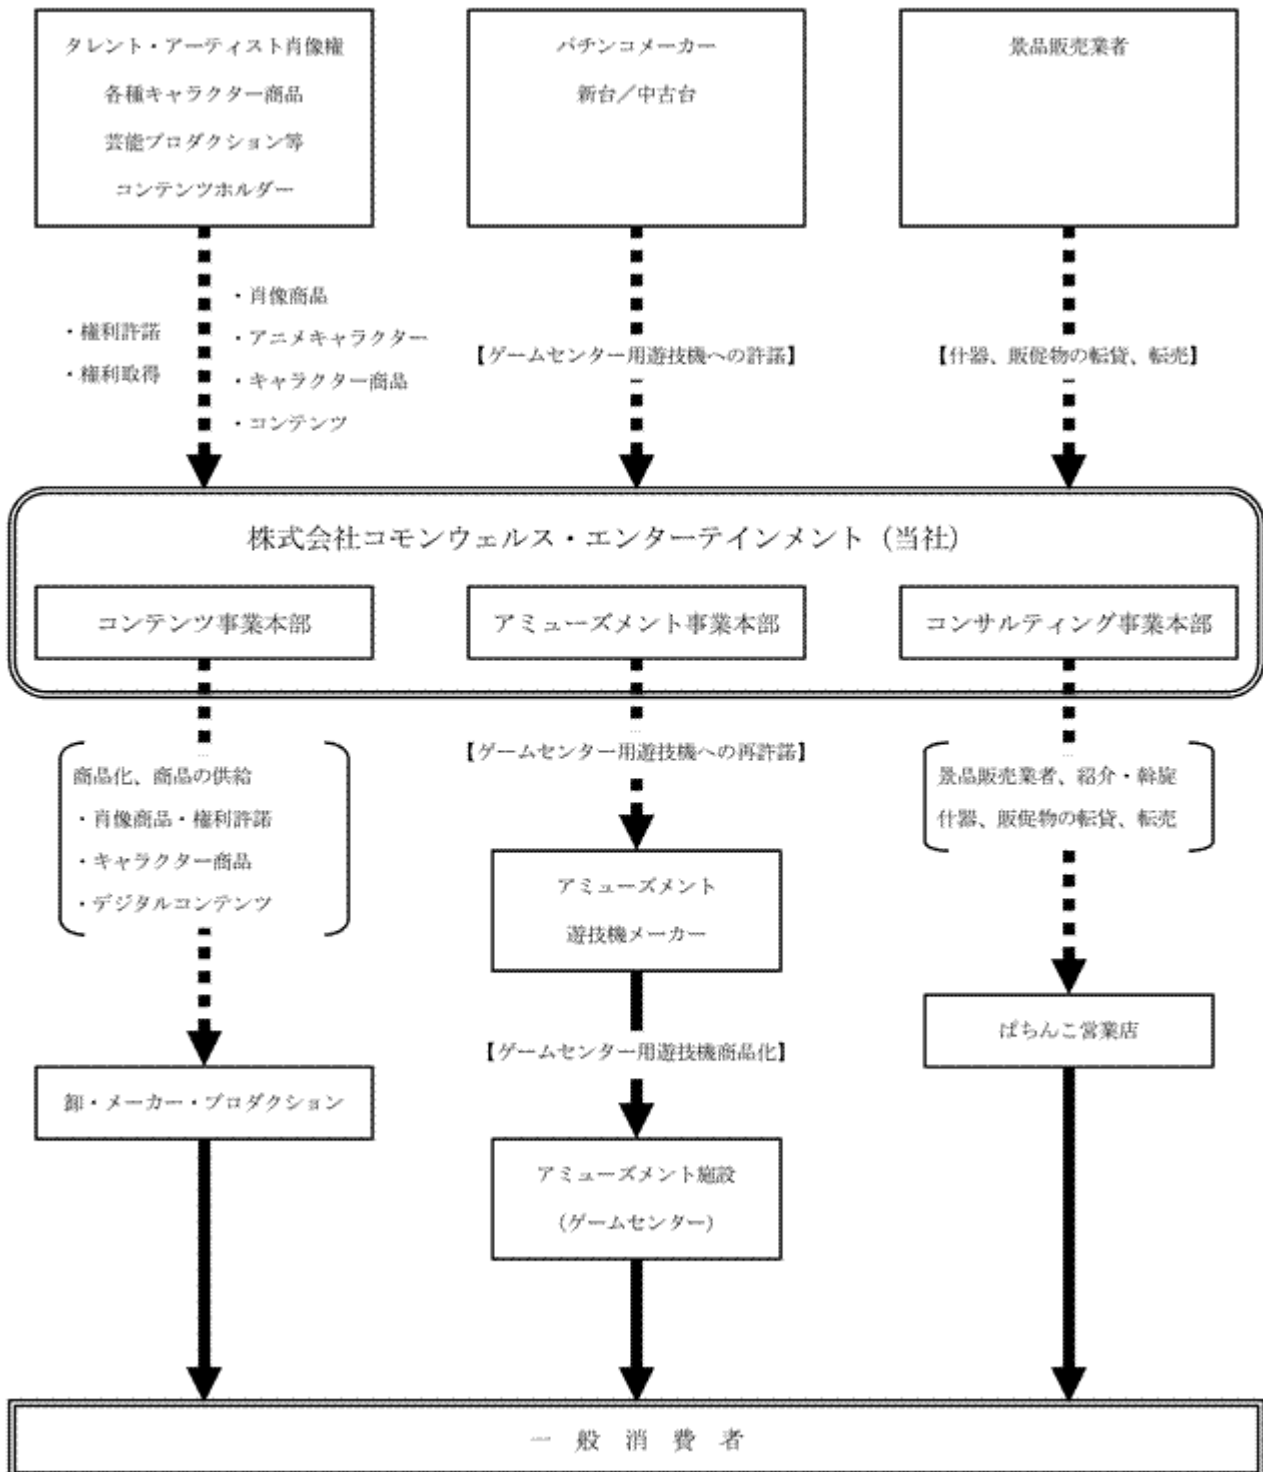 タレント・アーティスト肖像権
各種キャラクター商品
芸能プロダクション等
コンテンツホルダー
パチンコメーカー
新台／中古台
景品販売業者
・権利許諾
・権利取得
・肖像商品
・アニメキャラクター
・キャラクター商品
・コンテンツ
【ゲームセンター用遊技機への許諾】
【什器、販促物の転貸、転売】
株式会社コモンウェルス・エンターテインメント（当社）
コンテンツ事業本部
アミューズメント事業本部
コンサルティング事業本部
商品化、商品の供給
・肖像商品・権利許諾
・キャラクター商品
・デジタルコンテンツ
【ゲームセンター用遊技機への再許諾】
景品販売業者、紹介・斡旋
什器、販促物の転貸、転売
アミューズメント
遊技機メーカー
ぱちんこ営業店
【ゲームセンター用遊技機商品化】
卸・メーカー・プロダクション
アミューズメント施設
（ゲームセンター）
一 般 消 費 者